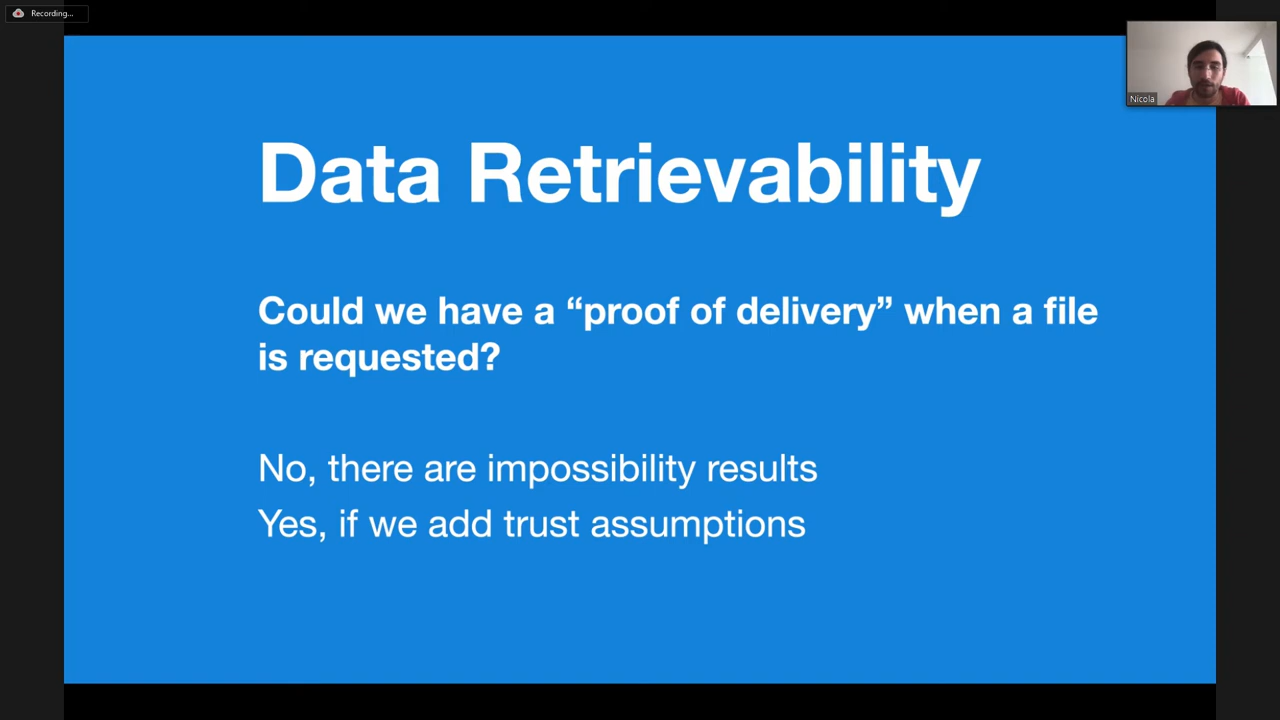 Recording...
Nicola
Data Retrievability
Could we have a “proof of delivery” when a file
is requested?
No, there are impossibility results
Yes, if we add trust assumptions